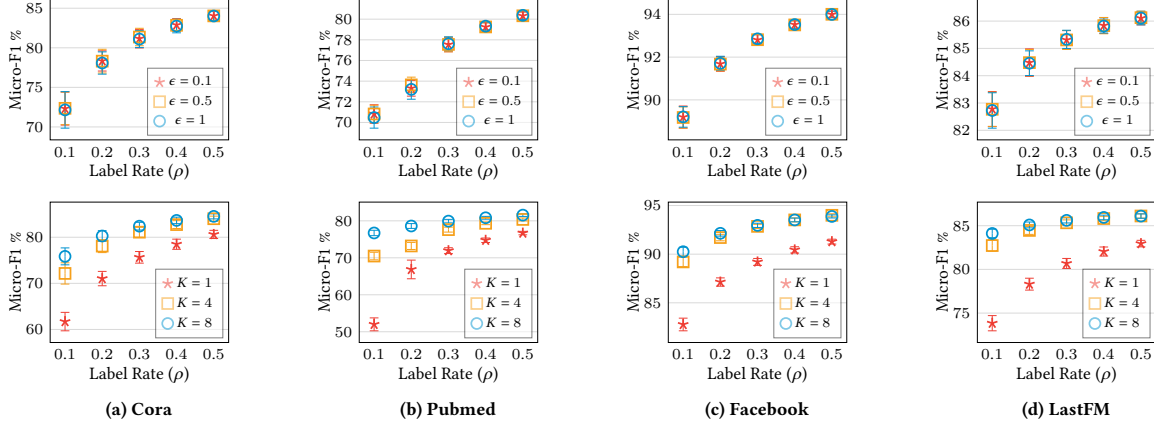 Micro-F1 %
85
80
75
70
ϵ = 0.1
ϵ = 0.5
ϵ = 1
0.1 0.2 0.3 0.4 0.5
Label Rate (ρ)
Micro-F1 %
80
78
76
74
72
70
ϵ = 0.1
ϵ = 0.5
ϵ = 1
0.1 0.2 0.3 0.4 0.5
Label Rate (ρ)
Micro-F1 %
94
92
90
ϵ = 0.1
ϵ = 0.5
ϵ = 1
0.1 0.2 0.3 0.4 0.5
Label Rate (ρ)
Micro-F1 %
86
85
84
83
82
ϵ = 0.1
ϵ = 0.5
ϵ = 1
0.1 0.2 0.3 0.4 0.5
Label Rate (ρ)
Micro-F1 %
80
70
60
K = 1
K = 4
K = 8
0.1 0.2 0.3 0.4 0.5
Label Rate (ρ)
Micro-F1 %
80
70
60
50
K = 1
K = 4
K = 8
0.1 0.2 0.3 0.4 0.5
Label Rate (ρ)
Micro-F1 %
95
90
85
K = 1
K = 4
K = 8
0.1 0.2 0.3 0.4 0.5
Label Rate (ρ)
Micro-F1 %
85
80
75
K = 1
K = 4
K = 8
0.1 0.2 0.3 0.4 0.5
Label Rate (ρ)
(a) Cora
(b) Pubmed
(c) Facebook
(d) LastFM